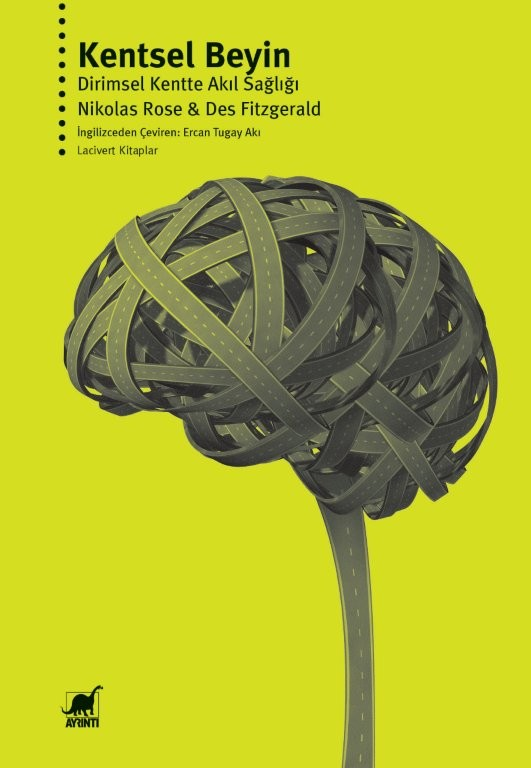 Kentsel Beyin
Dirimsel Kentte Akıl Sağlığı
Nikolas Rose & Des Fitzgerald
İngilizceden Çeviren: Ercan Tugay Akı
Lacivert Kitaplar
AYRINTI